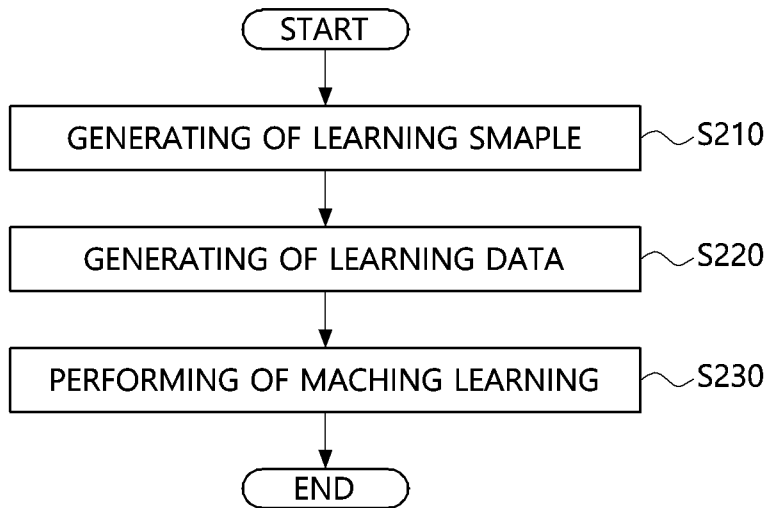 START
GENERATING OF LEARNING SMAPLE
S210
GENERATING OF LEARNING DATA
S220
PERFORMING OF MACHING LEARNING
S230
END